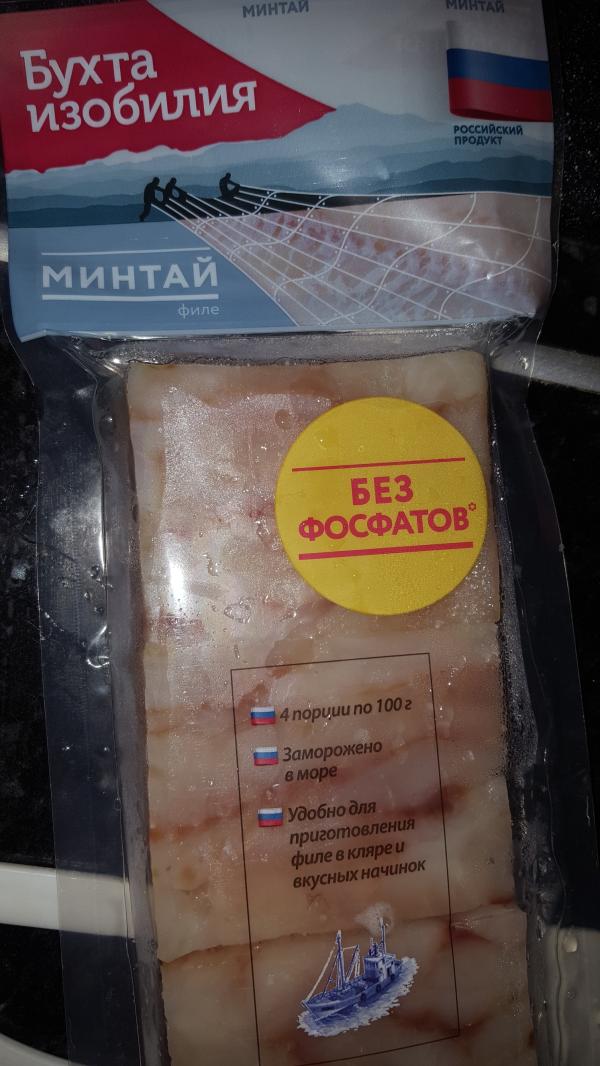 МИНТАЙ
МИНТАЙ
Бухта
изобилия
РОССИЙСКИЙ
ПРОДУКТ
МИНТАЙ
филе
БЕЗ
ФОСФАТОВ*
4 порции по 100 г
Заморожено
в море
Удобно для
приготовления
филе в кляре и
вкусных начинок